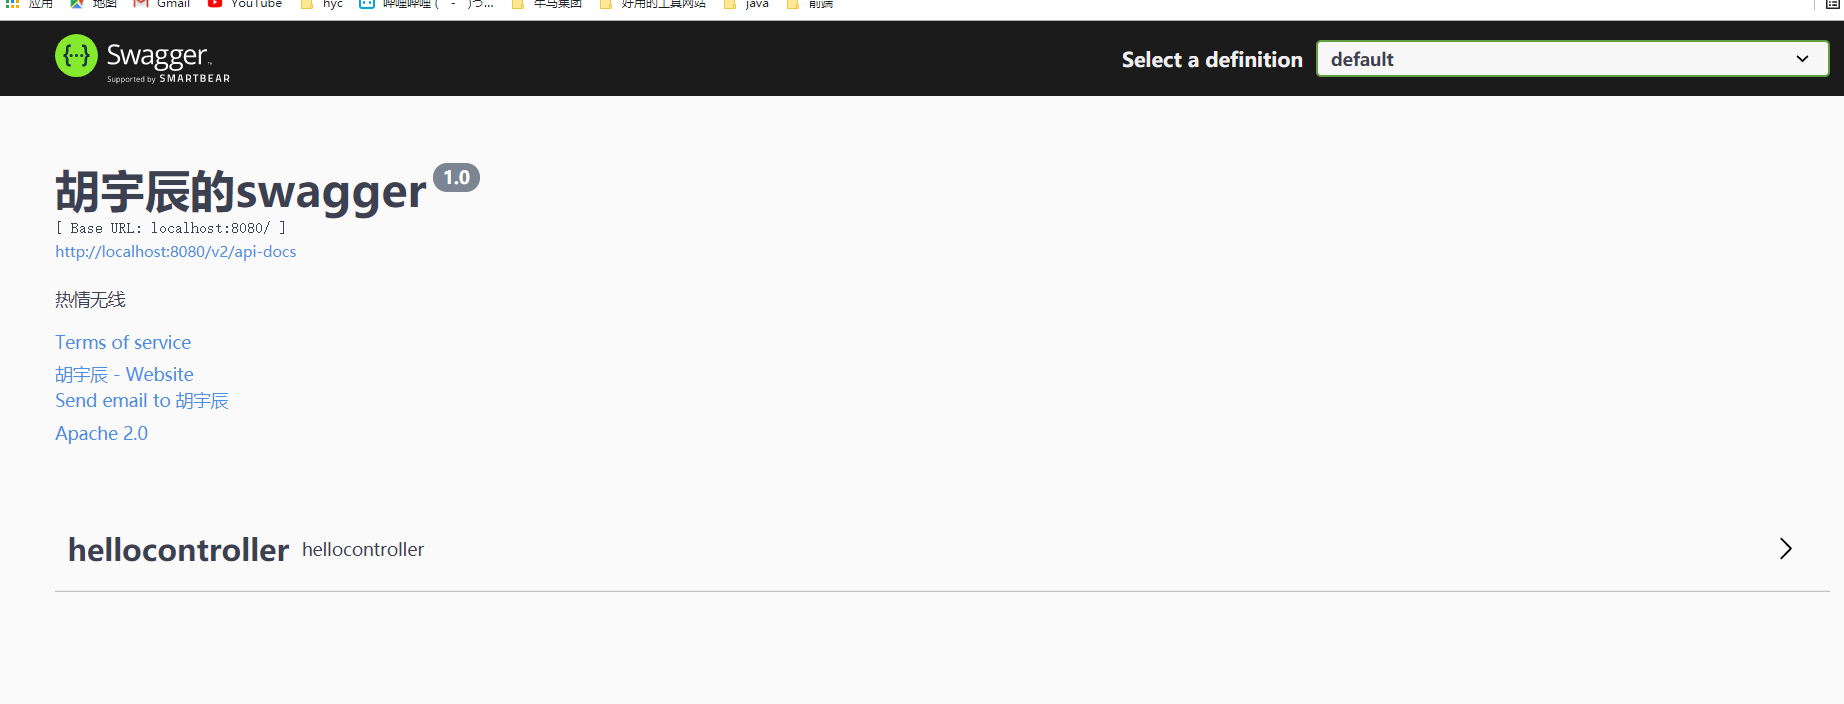 应用 地图 Gmail YouTube hyc 哔哩哔哩 (゜-゜)つ... 牛马集团 好用的工具网站 java 前端
Swagger™
Supported by SMARTBEAR
Select a definition
default
胡宇辰的swagger 1.0
[ Base URL: localhost:8080/ ]
http://localhost:8080/v2/api-docs
热情无线
Terms of service
胡宇辰 - Website
Send email to 胡宇辰
Apache 2.0
hellocontroller hellocontroller